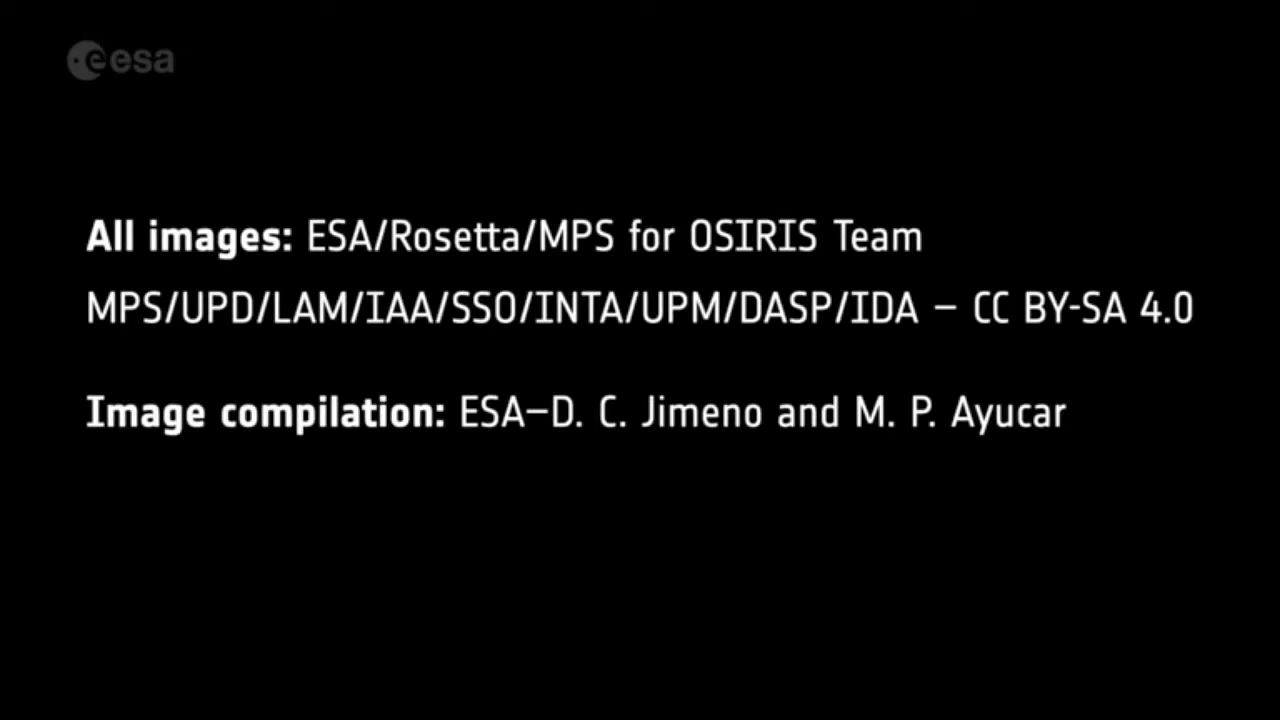 esa
All images: ESA/Rosetta/MPS for OSIRIS Team
MPS/UPD/LAM/IAA/SSO/INTA/UPM/DASP/IDA – CC BY-SA 4.0
Image compilation: ESA–D. C. Jimeno and M. P. Ayucar